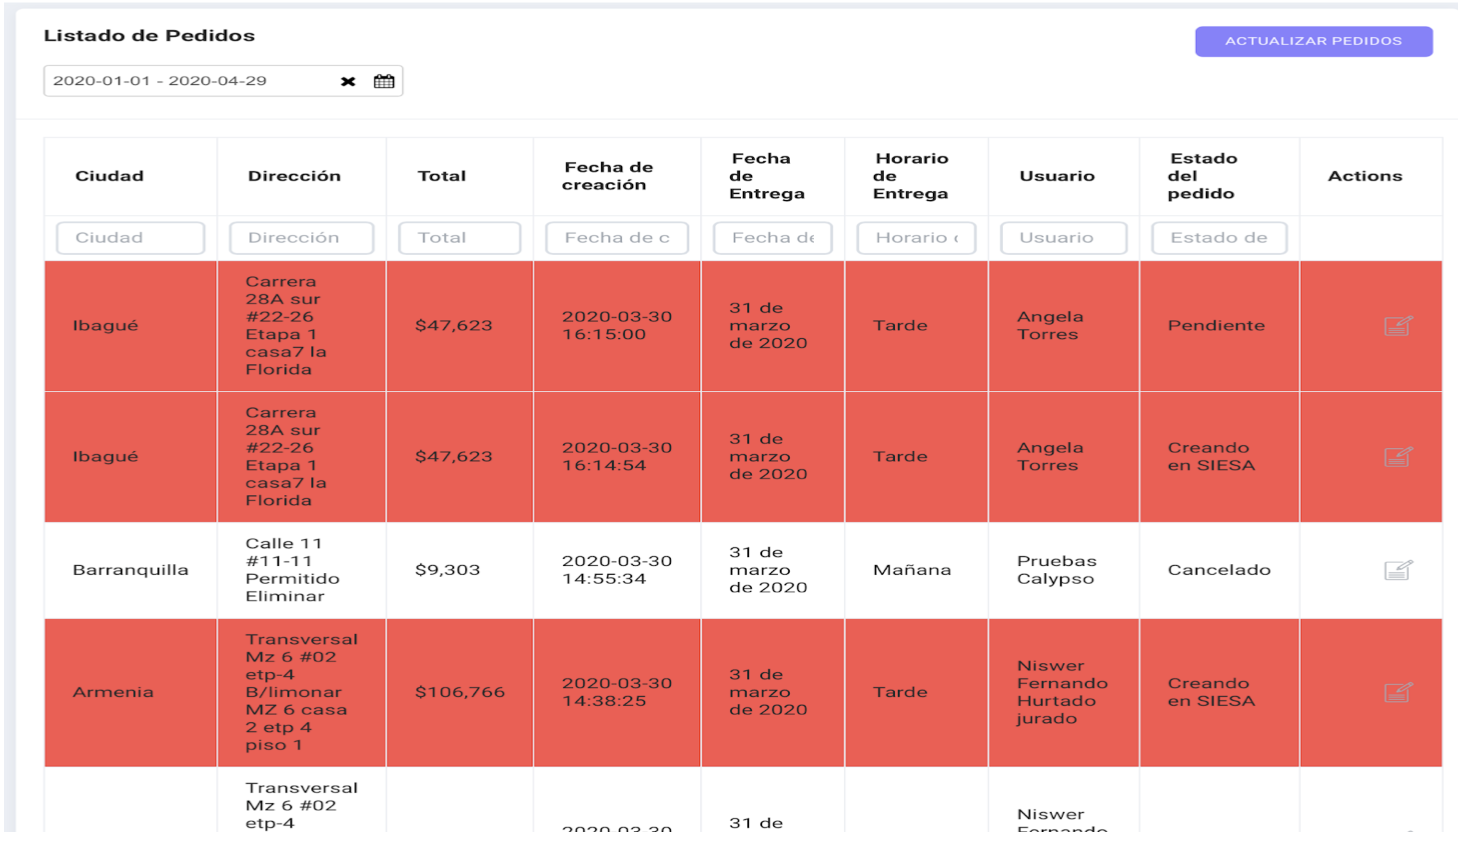 Listado de Pedidos
ACTUALIZAR PEDIDOS
2020-01-01 - 2020-04-29
Ciudad
Dirección
Total
Fecha de
creación
Fecha
de
Entrega
Horario
de
Entrega
Usuario
Estado
del
pedido
Actions
Ciudad
Dirección
Total
Fecha de c
Fecha de
Horario
Usuario
Estado de
Ibagué
Carrera
28A sur
#22-26
Etapa 1
casa7 la
Florida
$47,623
2020-03-30
16:15:00
31 de
marzo
de 2020
Tarde
Angela
Torres
Pendiente
Ibagué
Carrera
28A sur
#22-26
Etapa 1
casa7 la
Florida
$47,623
2020-03-30
16:14:54
31 de
marzo
de 2020
Tarde
Angela
Torres
Creando
en SIESA
Barranquilla
Calle 11
#11-11
Permitido
Eliminar
$9,303
2020-03-30
14:55:34
31 de
marzo
de 2020
Mañana
Pruebas
Calypso
Cancelado
Armenia
Transversal
Mz 6 #02
etp-4
B/limonar
MZ 6 casa
2 etp 4
piso 1
$106,766
2020-03-30
14:38:25
31 de
marzo
de 2020
Tarde
Niswer
Fernando
Hurtado
jurado
Creando
en SIESA
Transversal
Mz 6 #02
etp-4
2020-03-30
31 de
Niswer
Fernando